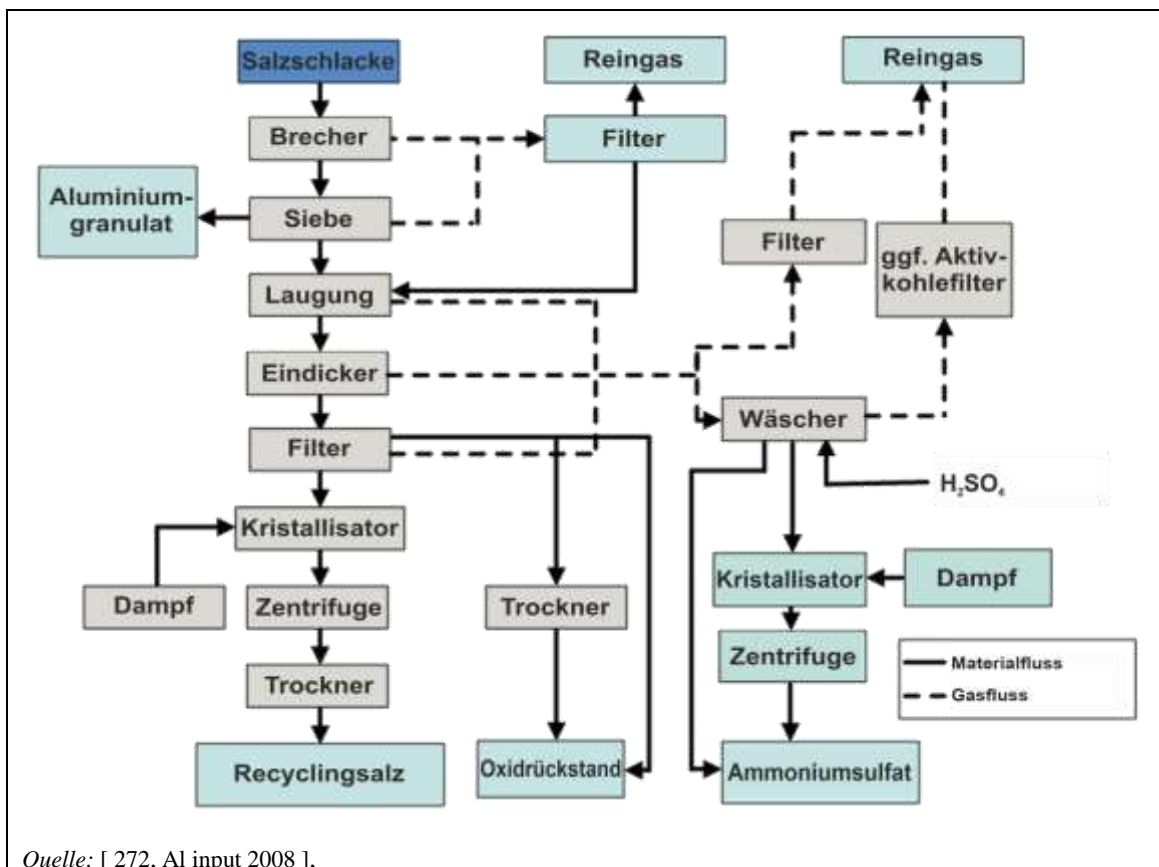 Salzschlacke
Reingas
Reingas
Brecher
Filter
Aluminium-
granulat
Siebe
Filter
ggf. Aktiv-
kohlefilter
Laugung
Eindicker
Wäscher
Filter
H₂SO₄
Kristallisator
Kristallisator
Dampf
Dampf
Zentrifuge
Trockner
Zentrifuge
Materialfluss
Gasfluss
Trockner
Recyclingsalz
Oxidrückstand
Ammoniumsulfat
Quelle: [ 272, Al input 2008 ],